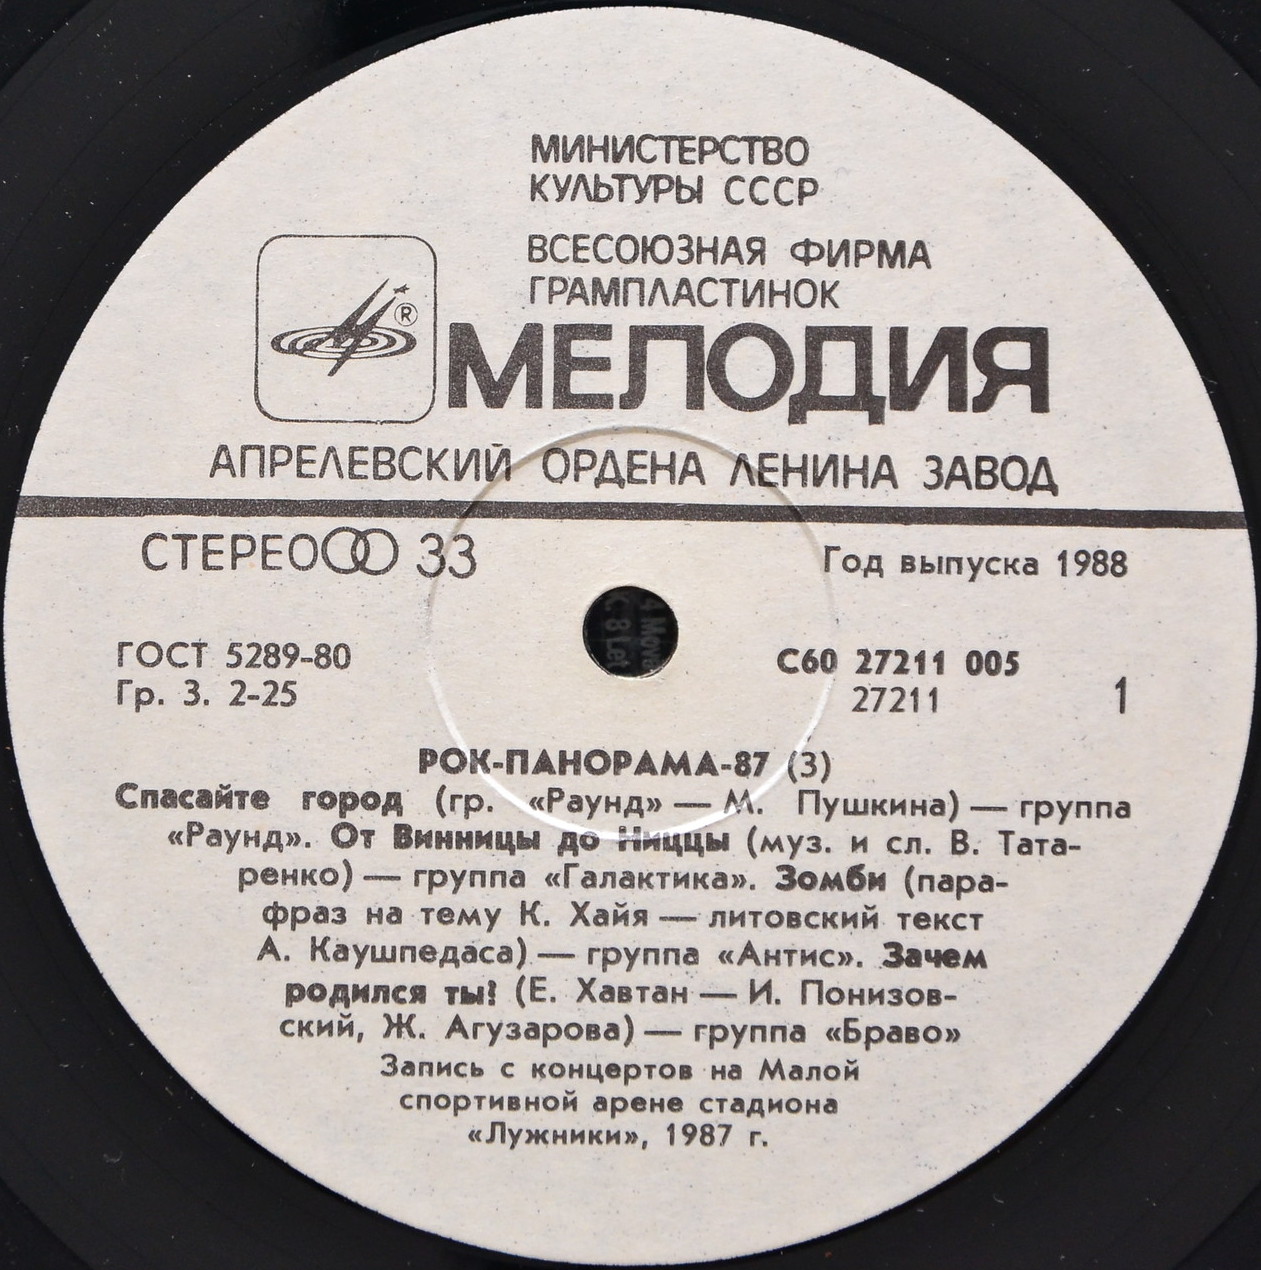 МИНИСТЕРСТВО
КУЛЬТУРЫ СССР
ВСЕСОЮЗНАЯ ФИРМА
ГРАМПЛАСТИНОК
®
МЕЛОДИЯ
АПРЕЛЕВСКИЙ ОРДЕНА ЛЕНИНА ЗАВОД
СТЕРЕО 33
Год выпуска 1988
ГОСТ 5289-80
Гр. 3. 2-25
С60 27211 005
27211 1
РОК-ПАНОРАМА-87 (3)
Спасайте город (гр. «Раунд» — М. Пушкина) — группа
«Раунд». От Винницы до Ниццы (муз. и сл. В. Тата-
ренко) — группа «Галактика». Зомби (пара-
фраз на тему К. Хайя — литовский текст
А. Каушпедаса) — группа «Антис». Зачем
родился ты? (Е. Хавтан — И. Понизов-
ский, Ж. Агузарова) — группа «Браво»
Запись с концертов на Малой
спортивной арене стадиона
«Лужники», 1987 г.